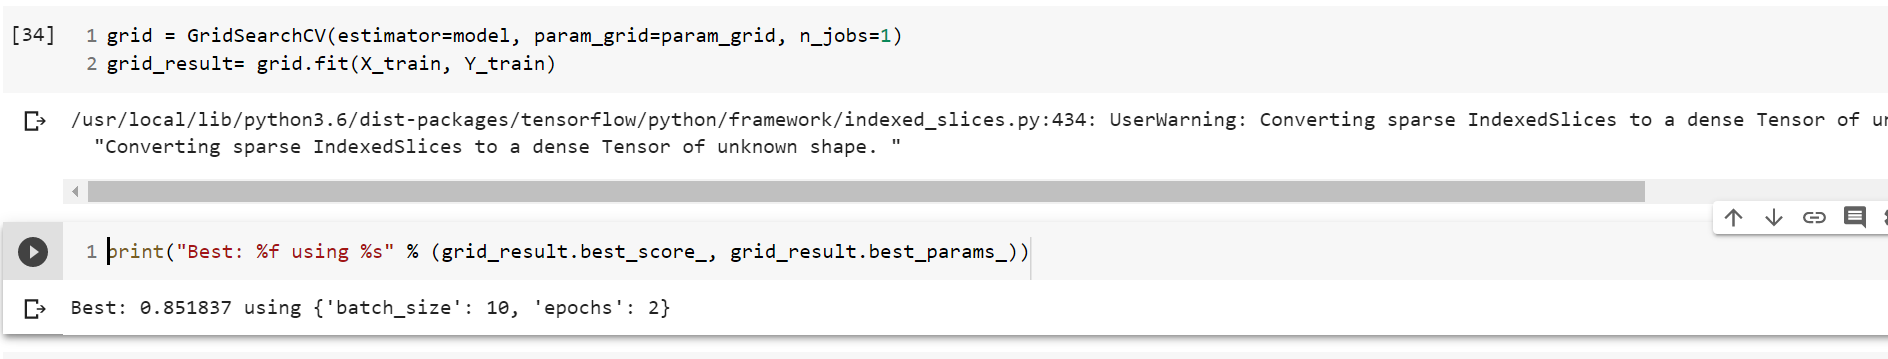 [34] 1 grid = GridSearchCV(estimator=model, param_grid=param_grid, n_jobs=1)
2 grid_result= grid.fit(X_train, Y_train)
/usr/local/lib/python3.6/dist-packages/tensorflow/python/framework/indexed_slices.py:434: UserWarning: Converting sparse IndexedSlices to a dense Tensor of
"Converting sparse IndexedSlices to a dense Tensor of unknown shape. "
1 print("Best: %f using %s" % (grid_result.best_score_, grid_result.best_params_))
Best: 0.851837 using {'batch_size': 10, 'epochs': 2}